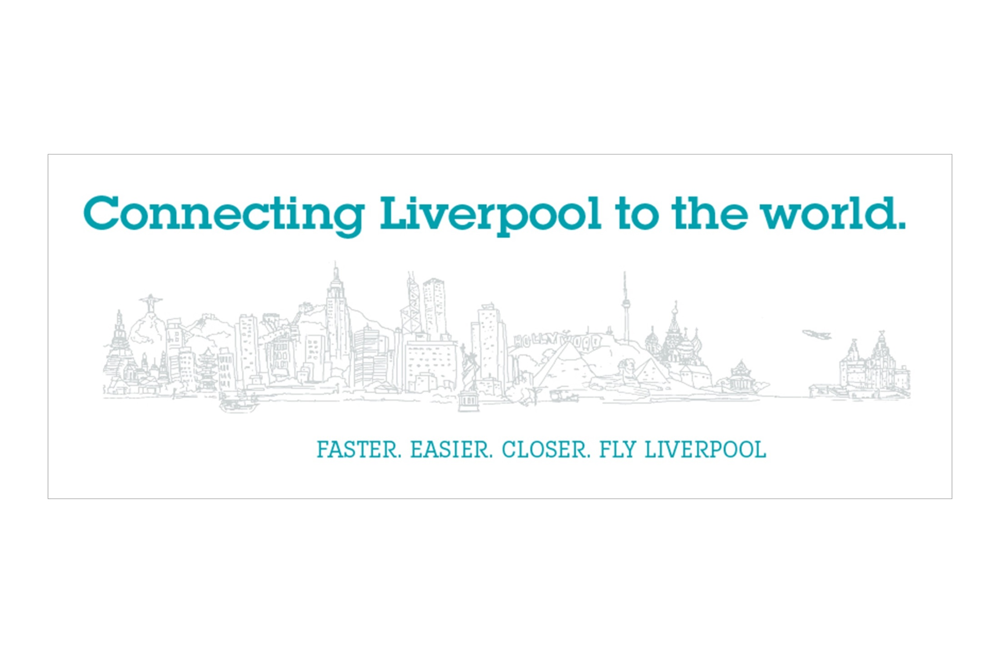 Connecting Liverpool to the world.
HOLLYWOOD
FASTER. EASIER. CLOSER. FLY LIVERPOOL